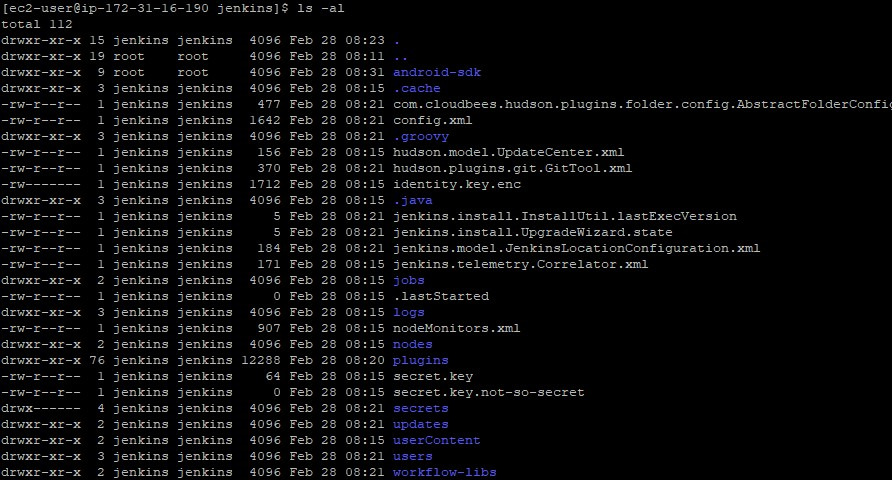 [ec2-user@ip-172-31-16-190 jenkins]$ ls -al
total 112
drwxr-xr-x 15 jenkins jenkins  4096 Feb 28 08:23 .
drwxr-xr-x 19 root    root     4096 Feb 28 08:11 ..
drwxr-xr-x  9 root    root     4096 Feb 28 08:31 android-sdk
drwxr-xr-x  3 jenkins jenkins  4096 Feb 28 08:15 .cache
-rw-r--r--  1 jenkins jenkins   477 Feb 28 08:21 com.cloudbees.hudson.plugins.folder.config.AbstractFolderConfig
-rw-r--r--  1 jenkins jenkins  1642 Feb 28 08:21 config.xml
drwxr-xr-x  3 jenkins jenkins  4096 Feb 28 08:21 .groovy
-rw-r--r--  1 jenkins jenkins   156 Feb 28 08:15 hudson.model.UpdateCenter.xml
-rw-r--r--  1 jenkins jenkins   370 Feb 28 08:21 hudson.plugins.git.GitTool.xml
-rw-------  1 jenkins jenkins  1712 Feb 28 08:15 identity.key.enc
drwxr-xr-x  3 jenkins jenkins  4096 Feb 28 08:15 .java
-rw-r--r--  1 jenkins jenkins     5 Feb 28 08:21 jenkins.install.InstallUtil.lastExecVersion
-rw-r--r--  1 jenkins jenkins     5 Feb 28 08:21 jenkins.install.UpgradeWizard.state
-rw-r--r--  1 jenkins jenkins   184 Feb 28 08:21 jenkins.model.JenkinsLocationConfiguration.xml
-rw-r--r--  1 jenkins jenkins   171 Feb 28 08:15 jenkins.telemetry.Correlator.xml
drwxr-xr-x  2 jenkins jenkins  4096 Feb 28 08:15 jobs
-rw-r--r--  1 jenkins jenkins     0 Feb 28 08:15 .lastStarted
drwxr-xr-x  3 jenkins jenkins  4096 Feb 28 08:15 logs
-rw-r--r--  1 jenkins jenkins   907 Feb 28 08:15 nodeMonitors.xml
drwxr-xr-x  2 jenkins jenkins  4096 Feb 28 08:15 nodes
drwxr-xr-x 76 jenkins jenkins 12288 Feb 28 08:20 plugins
-rw-r--r--  1 jenkins jenkins    64 Feb 28 08:15 secret.key
-rw-r--r--  1 jenkins jenkins     0 Feb 28 08:15 secret.key.not-so-secret
drwx------  4 jenkins jenkins  4096 Feb 28 08:21 secrets
drwxr-xr-x  2 jenkins jenkins  4096 Feb 28 08:21 updates
drwxr-xr-x  2 jenkins jenkins  4096 Feb 28 08:15 userContent
drwxr-xr-x  3 jenkins jenkins  4096 Feb 28 08:21 users
drwxr-xr-x  2 jenkins jenkins  4096 Feb 28 08:21 workflow-libs